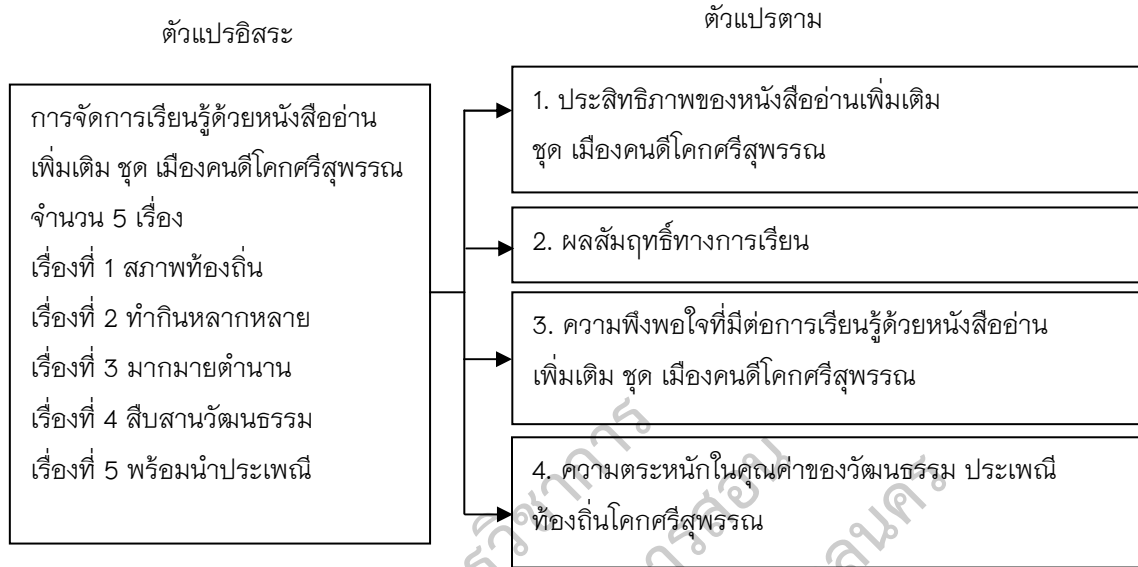 ตัวแปรอิสระ
ตัวแปรตาม
การจัดการเรียนรู้ด้วยหนังสืออ่าน
เพิ่มเติม ชุด เมืองคนดีโคกศรีสุพรรณ
จำนวน 5 เรื่อง
เรื่องที่ 1 สภาพท้องถิ่น
เรื่องที่ 2 ทำกินหลากหลาย
เรื่องที่ 3 มากมายตำนาน
เรื่องที่ 4 สืบสานวัฒนธรรม
เรื่องที่ 5 พร้อมนำประเพณี
1. ประสิทธิภาพของหนังสืออ่านเพิ่มเติม
ชุด เมืองคนดีโคกศรีสุพรรณ
2. ผลสัมฤทธิ์ทางการเรียน
3. ความพึงพอใจที่มีต่อการเรียนรู้ด้วยหนังสืออ่าน
เพิ่มเติม ชุด เมืองคนดีโคกศรีสุพรรณ
4. ความตระหนักในคุณค่าของวัฒนธรรม ประเพณี
ท้องถิ่นโคกศรีสุพรรณ